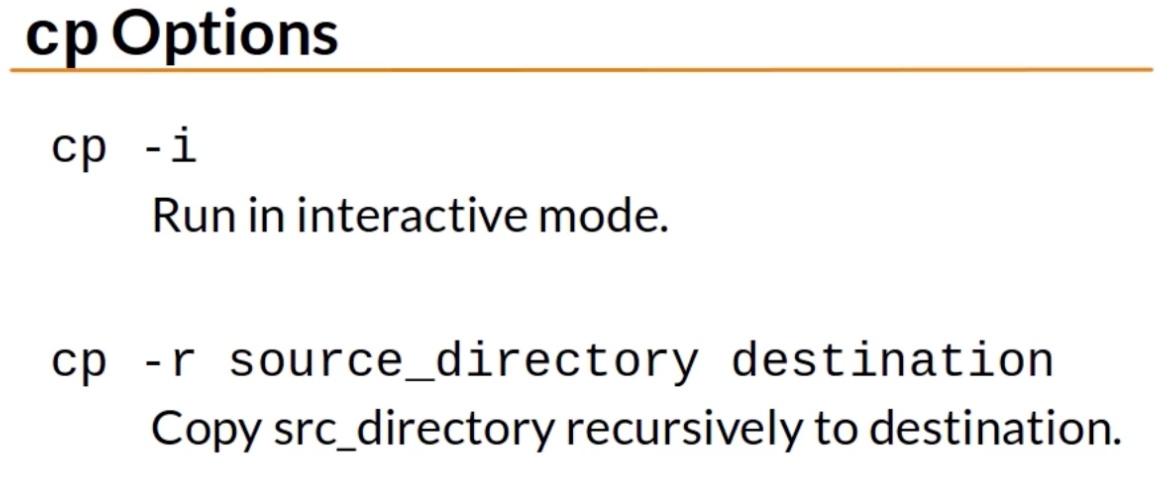 cp Options
cp -i
Run in interactive mode.
cp -r source_directory destination
Copy src_directory recursively to destination.